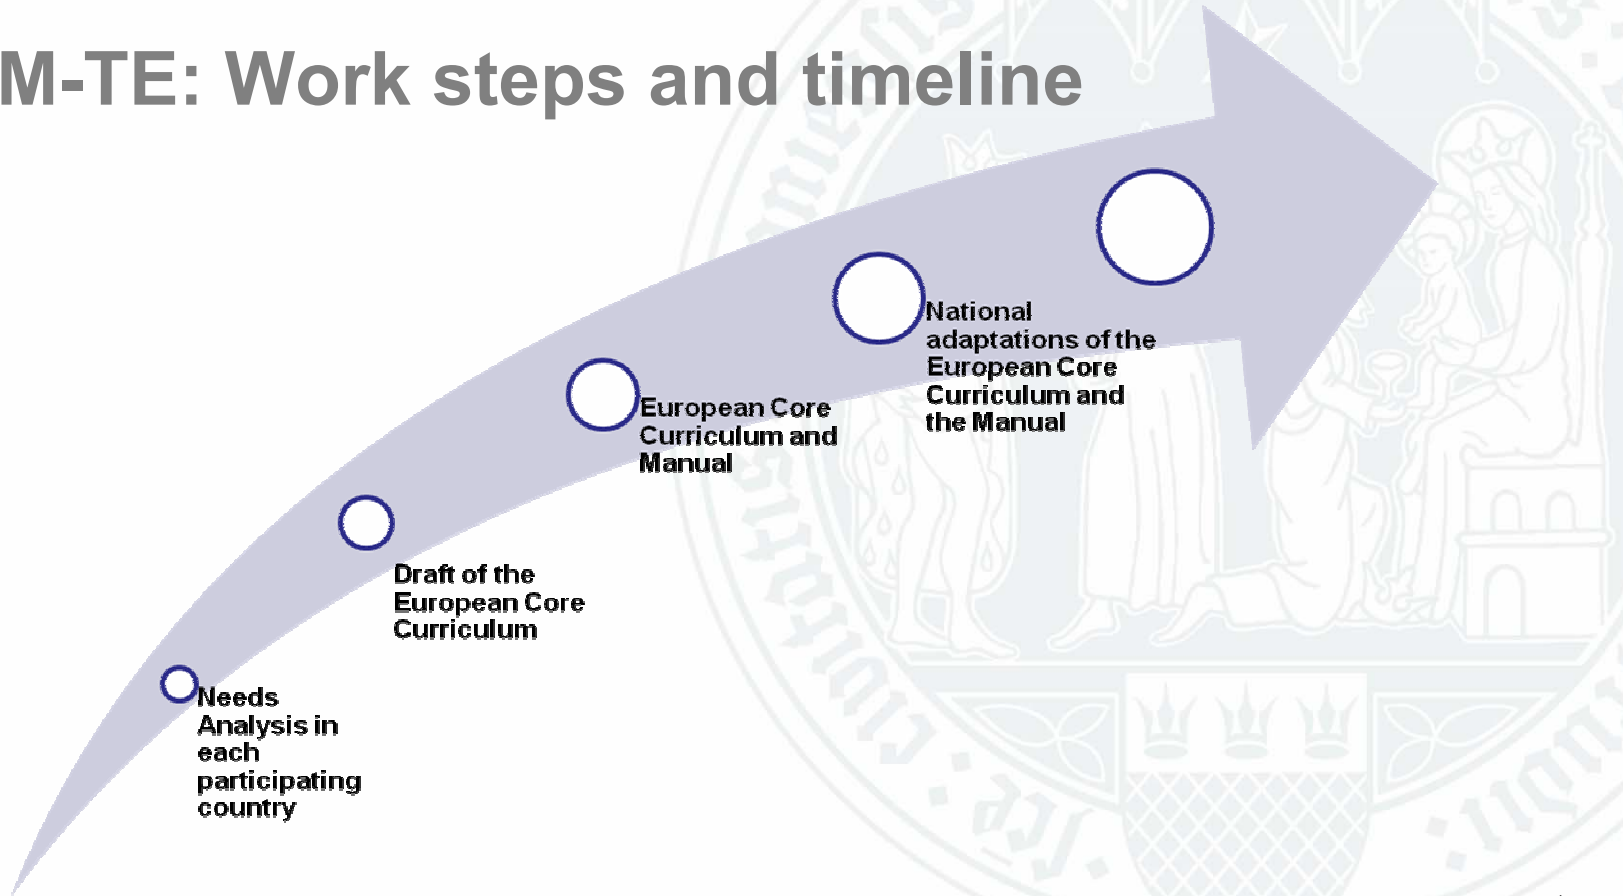 M-TE: Work steps and timeline
National
adaptations of the
European Core
Curriculum and
the Manual
European Core
Curriculum and
Manual
Draft of the
European Core
Curriculum
Needs
Analysis in
each
participating
country